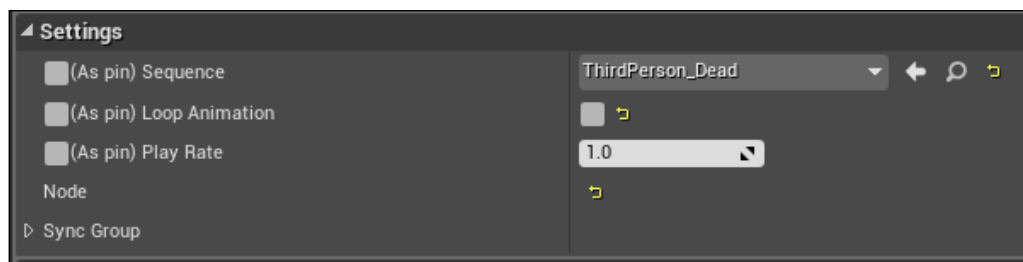 Settings
(As pin) Sequence ThirdPerson_Dead
(As pin) Loop Animation
(As pin) Play Rate 1.0
Node
Sync Group